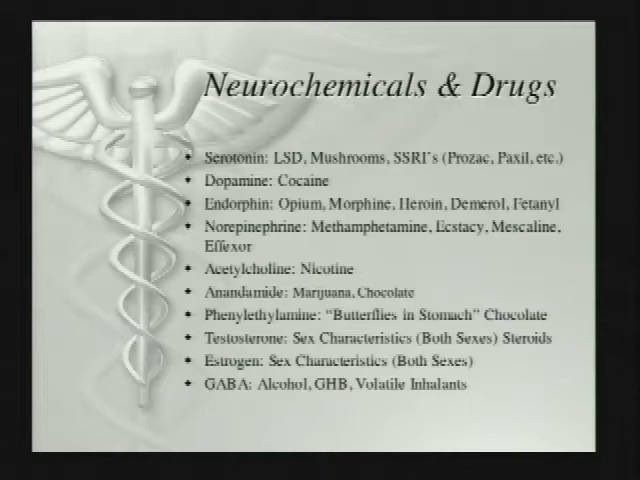 Neurochemicals & Drugs
Serotonin: LSD, Mushrooms, SSRI's (Prozac, Paxil, etc.)
Dopamine: Cocaine
Endorphin: Opium, Morphine, Heroin, Demerol, Fetanyl
Norepinephrine: Methamphetamine, Ecstacy, Mescaline,
Effexor
Acetylcholine: Nicotine
Anandamide: Marijuana, Chocolate
Phenylethylamine: "Butterflies in Stomach" Chocolate
Testosterone: Sex Characteristics (Both Sexes) Steroids
Estrogen: Sex Characteristics (Both Sexes)
GABA: Alcohol, GHB, Volatile Inhalants